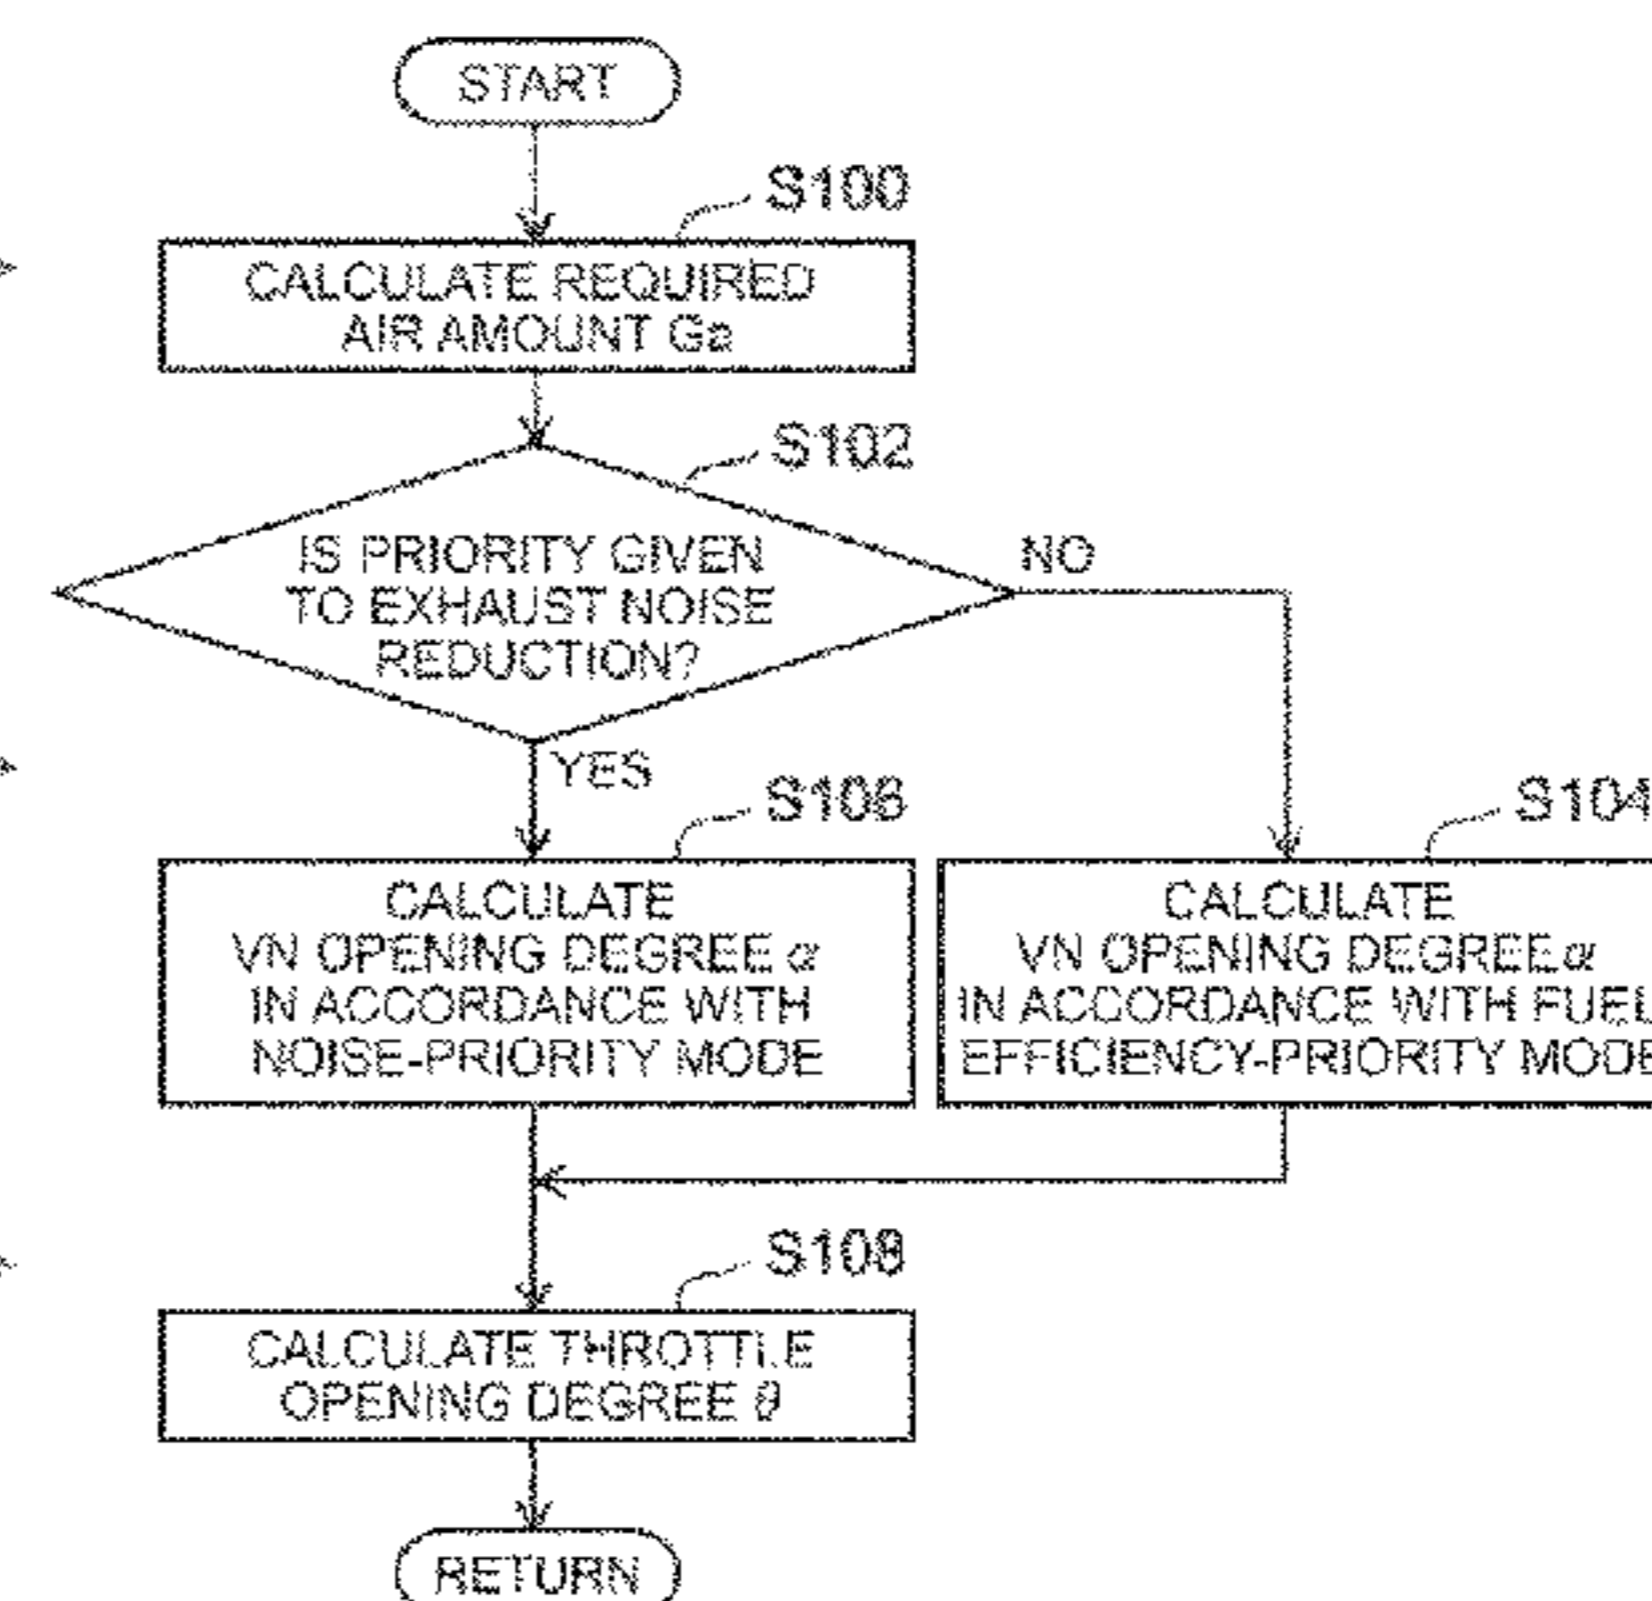 START
S100
CALCULATE REQUIRED
AIR AMOUNT Ga
S102
IS PRIORITY GIVEN
TO EXHAUST NOISE
REDUCTION?
NO
YES
S106
S104
CALCULATE
VN OPENING DEGREE α
IN ACCORDANCE WITH
NOISE-PRIORITY MODE
CALCULATE
VN OPENING DEGREE α
IN ACCORDANCE WITH FUEL
EFFICIENCY-PRIORITY MODE
S108
CALCULATE THROTTLE
OPENING DEGREE θ
RETURN